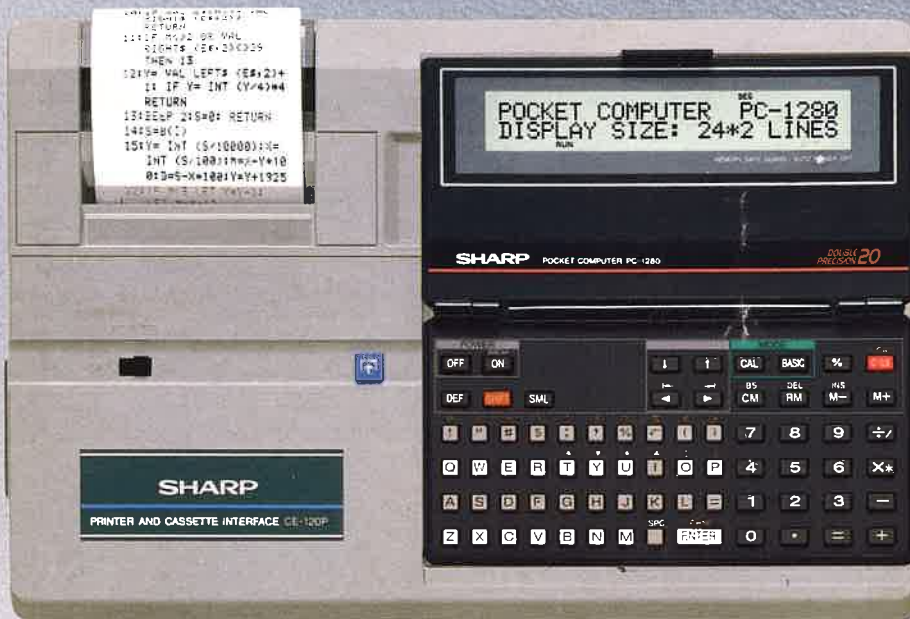 RETURN
11:IF M<>2 OR VAL
RIGHT$ (E$,2)<>29
THEN 13
12:Y= VAL LEFT$ (E$,2)+
1: IF Y= INT (Y/4)*4
RETURN
13:BEEP 2:S=0: RETURN
14:S=B(I)
15:Y= INT (S/10000):X=
INT (S/100):M=X-Y*10
0:D=S-X*100:Y=Y+1925
DEG
POCKET COMPUTER PC-1280
DISPLAY SIZE: 24*2 LINES
RUN
SHARP POCKET COMPUTER PC-1280
DOUBLE PRECISION 20
POWER MODE
OFF ON ↓ ↑ CAL BASIC %
BS DEL INS
DEF SHIFT SML ◄ ► CM RM M− M+
! " # $ : , % √ ( ) 7 8 9 ÷/
Q W E R T Y U I O P 4 5 6 X*
A S D F G H J K L = 1 2 3 −
SPC
Z X C V B N M ENTER 0 · = +
SHARP
PRINTER AND CASSETTE INTERFACE CE-120P